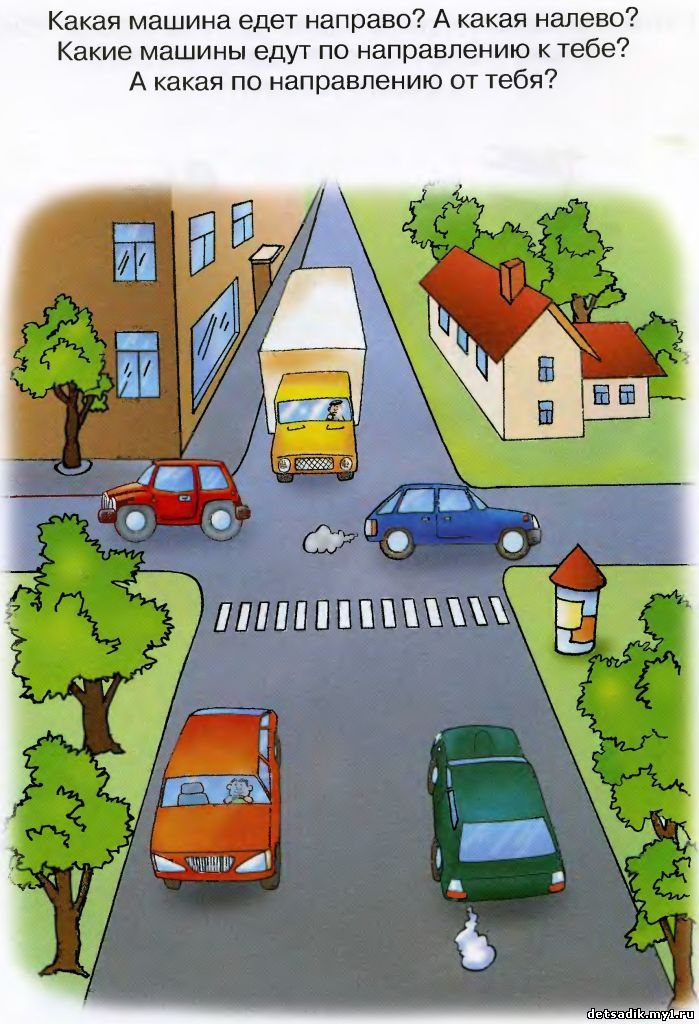 Какая машина едет направо? А какая налево?
Какие машины едут по направлению к тебе?
А какая по направлению от тебя?
detsadik.my1.ru